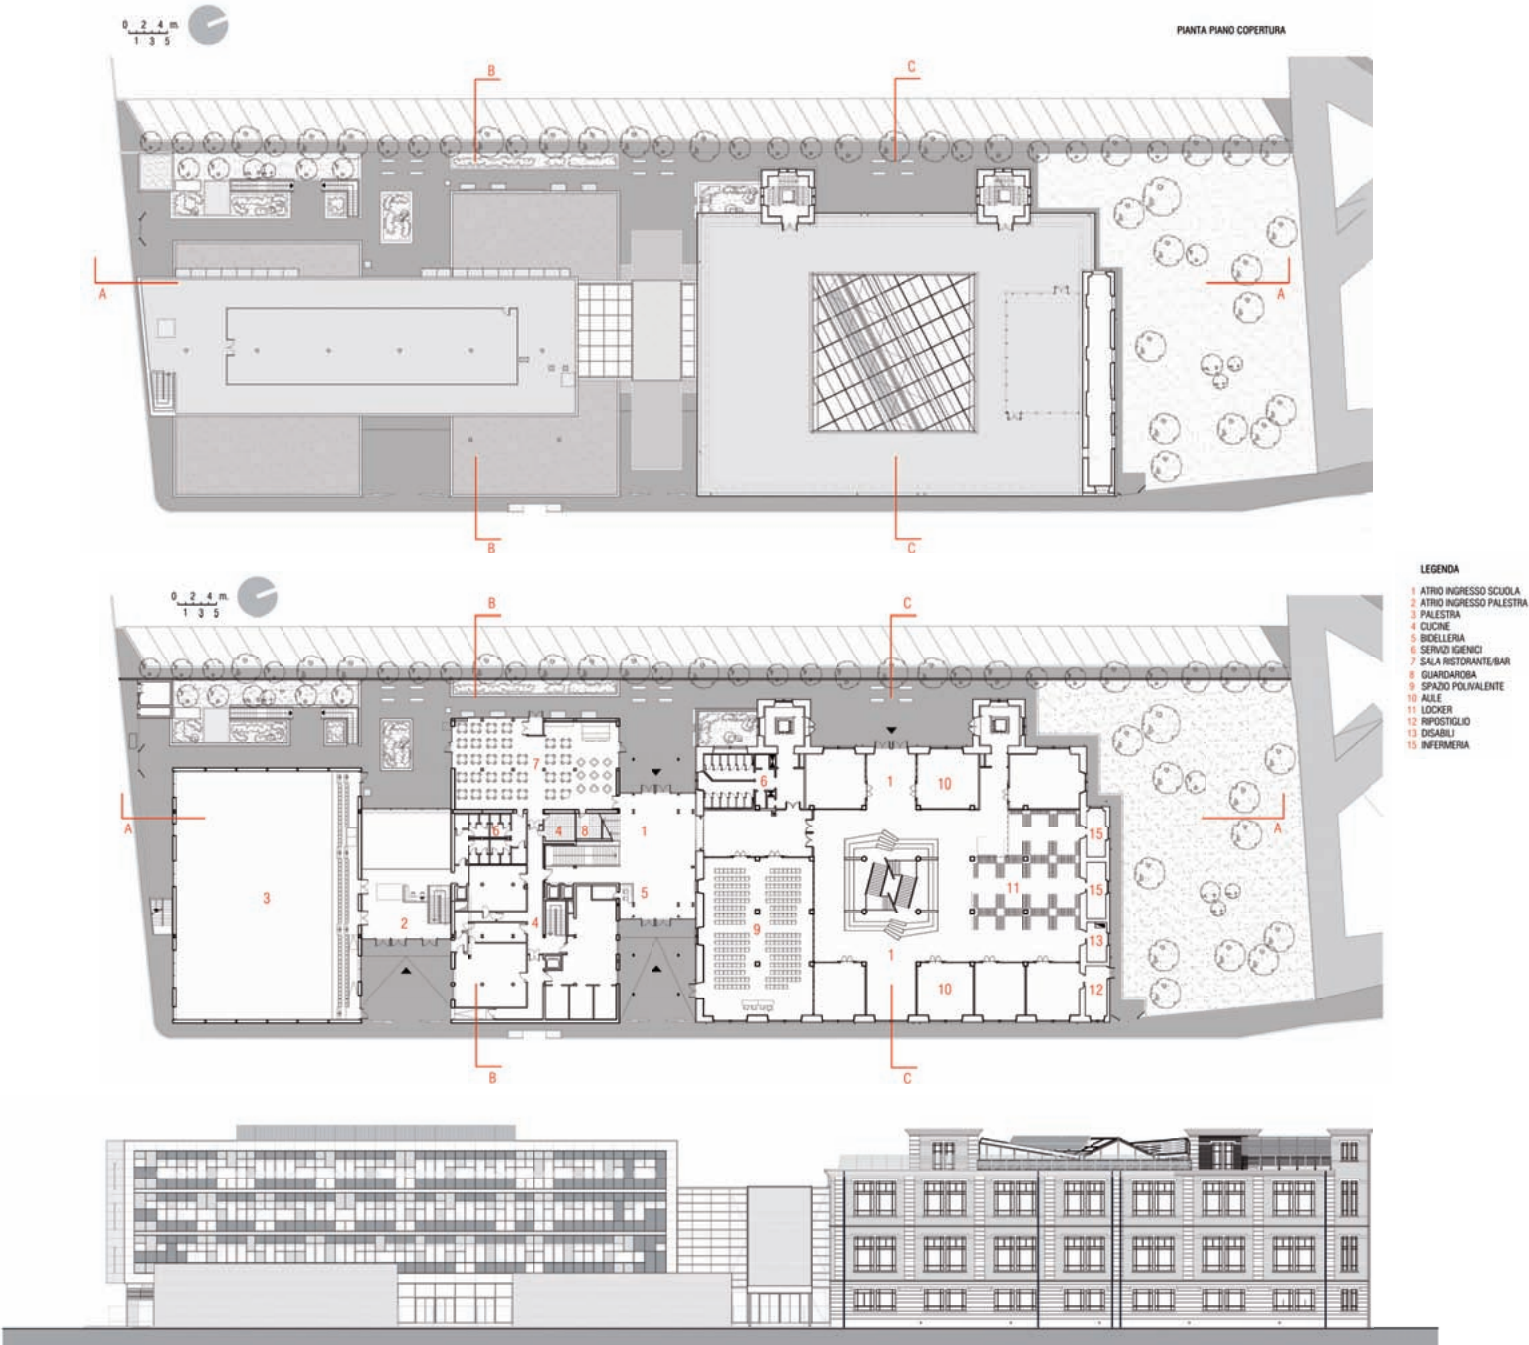 0 2 4 m.
1 3 5
PIANTA PIANO COPERTURA
B
C
A
A
B
C
LEGENDA
1 ATRIO INGRESSO SCUOLA
2 ATRIO INGRESSO PALESTRA
3 PALESTRA
4 CUCINE
5 BIDELLERIA
6 SERVIZI IGIENICI
7 SALA RISTORANTE/BAR
8 GUARDAROBA
9 SPAZIO POLIVALENTE
10 AULE
11 LOCKER
12 RIPOSTIGLIO
13 DISABILI
15 INFERMERIA
0 2 4 m.
1 3 5
B
C
7
6
1
10
A
A
6
4
8
1
15
3
5
11
15
2
4
9
13
1
10
12
B
C